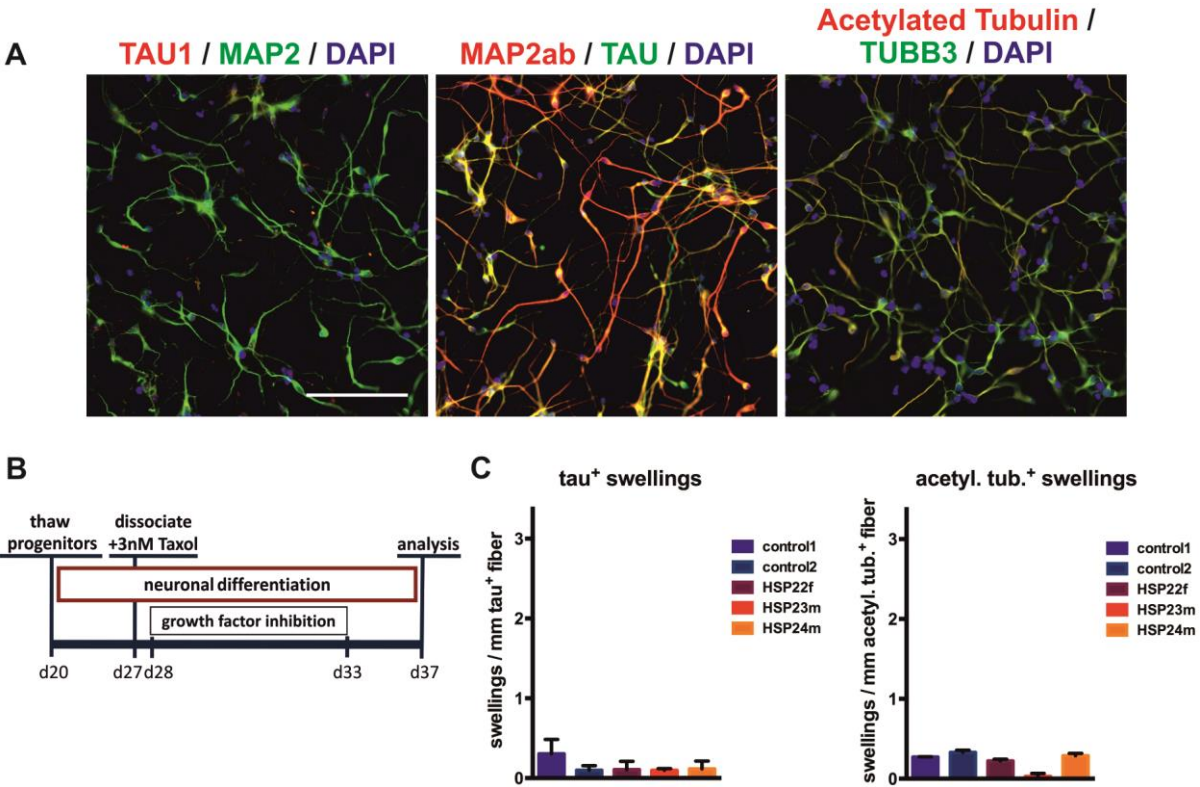 A
TAU1 / MAP2 / DAPI
MAP2ab / TAU / DAPI
Acetylated Tubulin /
TUBB3 / DAPI
B
thaw
progenitors
dissociate
+3nM Taxol
analysis
neuronal differentiation
growth factor inhibition
d20
d27
d28
d33
d37
C
tau+ swellings
swellings / mm tau+ fiber
3
2
1
0
control1
control2
HSP22f
HSP23m
HSP24m
acetyl. tub.+ swellings
swellings / mm acetyl. tub.+ fiber
3
2
1
0
control1
control2
HSP22f
HSP23m
HSP24m